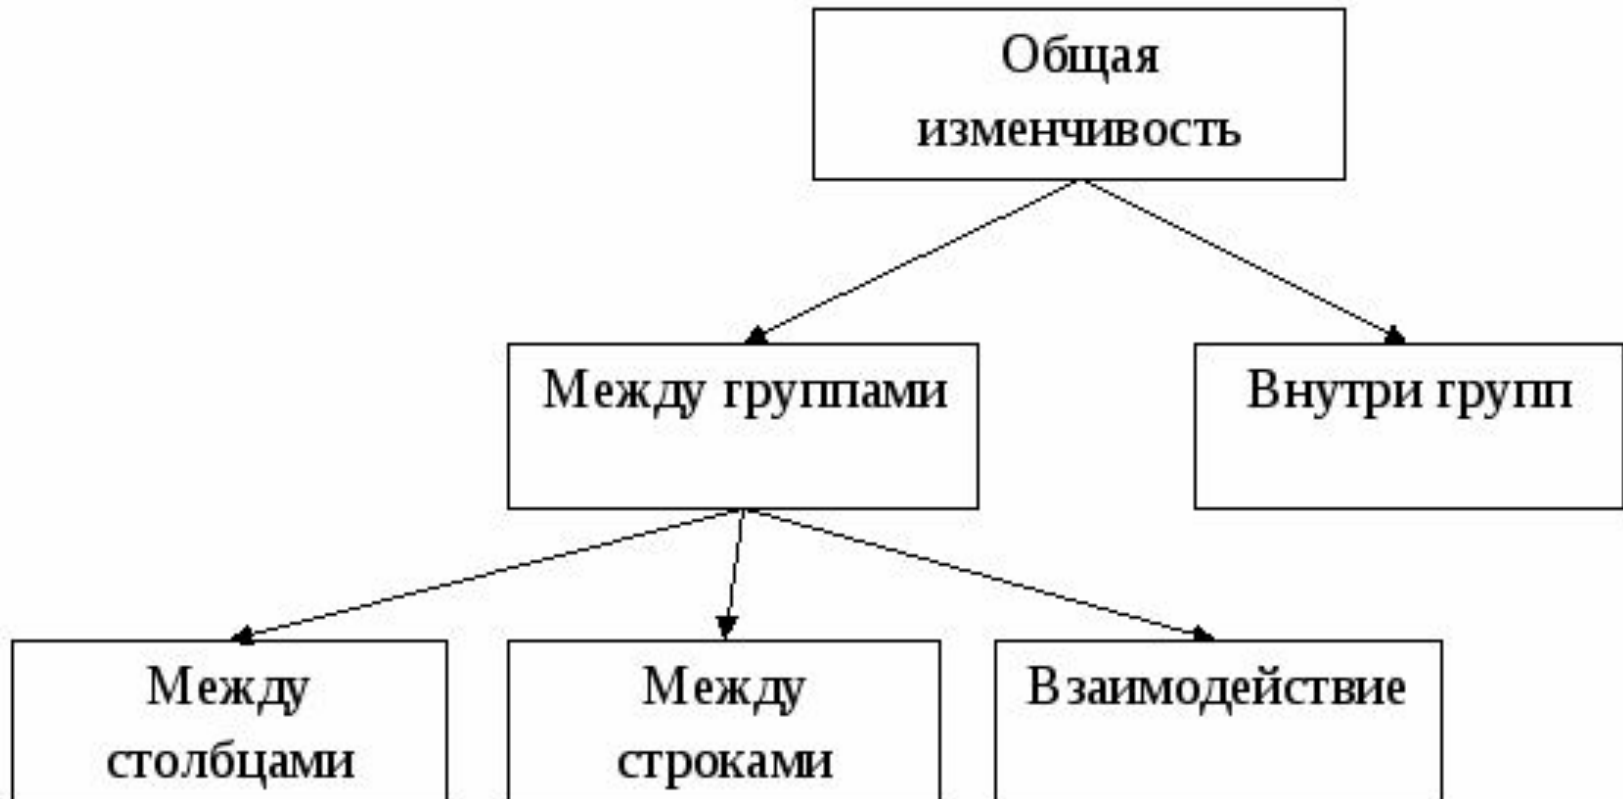 Общая
изменчивость
Между группами
Внутри групп
Между
столбцами
Между
строками
Взаимодействие